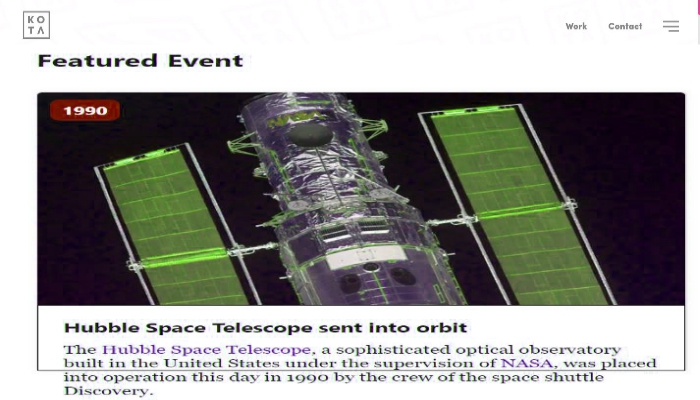 KO
TA
Work
Contact
Featured Event
1990
Hubble Space Telescope sent into orbit
The Hubble Space Telescope, a sophisticated optical observatory
built in the United States under the supervision of NASA, was placed
into operation this day in 1990 by the crew of the space shuttle
Discovery.